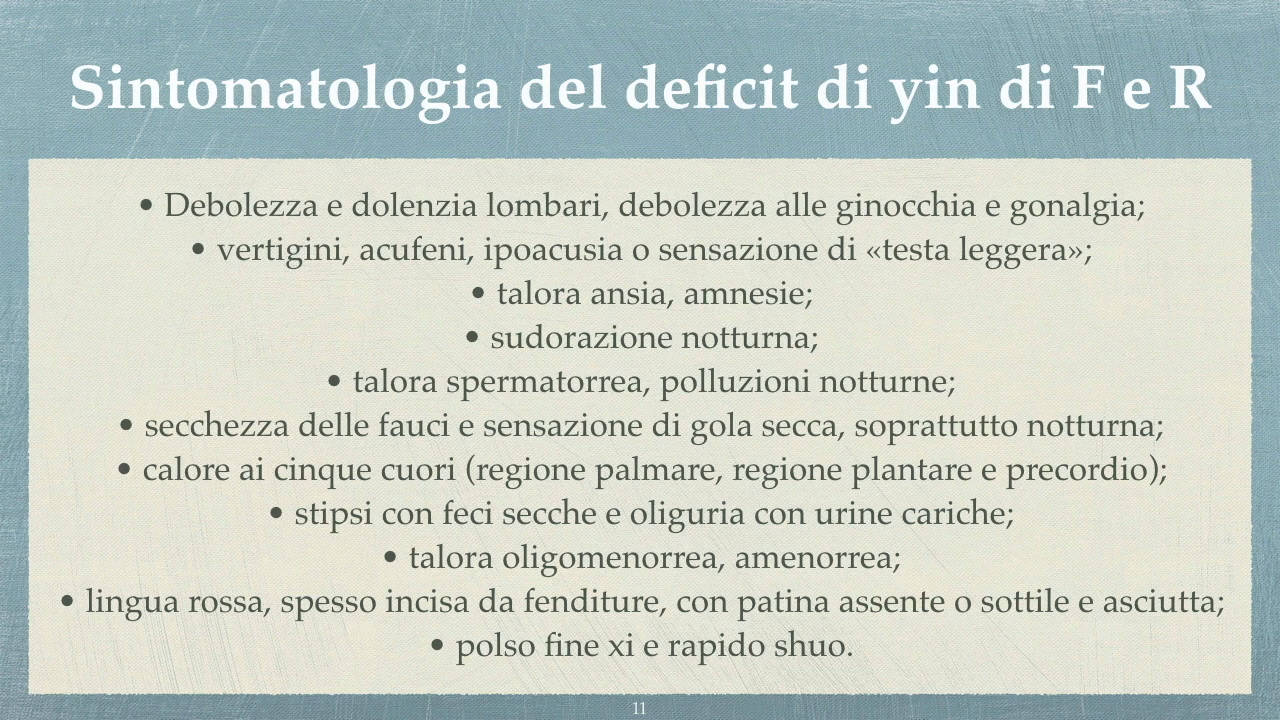 Sintomatologia del deficit di yin di F e R
• Debolezza e dolenzia lombari, debolezza alle ginocchia e gonalgia;
• vertigini, acufeni, ipoacusia o sensazione di «testa leggera»;
• talora ansia, amnesie;
• sudorazione notturna;
• talora spermatorrea, polluzioni notturne;
• secchezza delle fauci e sensazione di gola secca, soprattutto notturna;
• calore ai cinque cuori (regione palmare, regione plantare e precordio);
• stipsi con feci secche e oliguria con urine cariche;
• talora oligomenorrea, amenorrea;
• lingua rossa, spesso incisa da fenditure, con patina assente o sottile e asciutta;
• polso fine xi e rapido shuo.
11